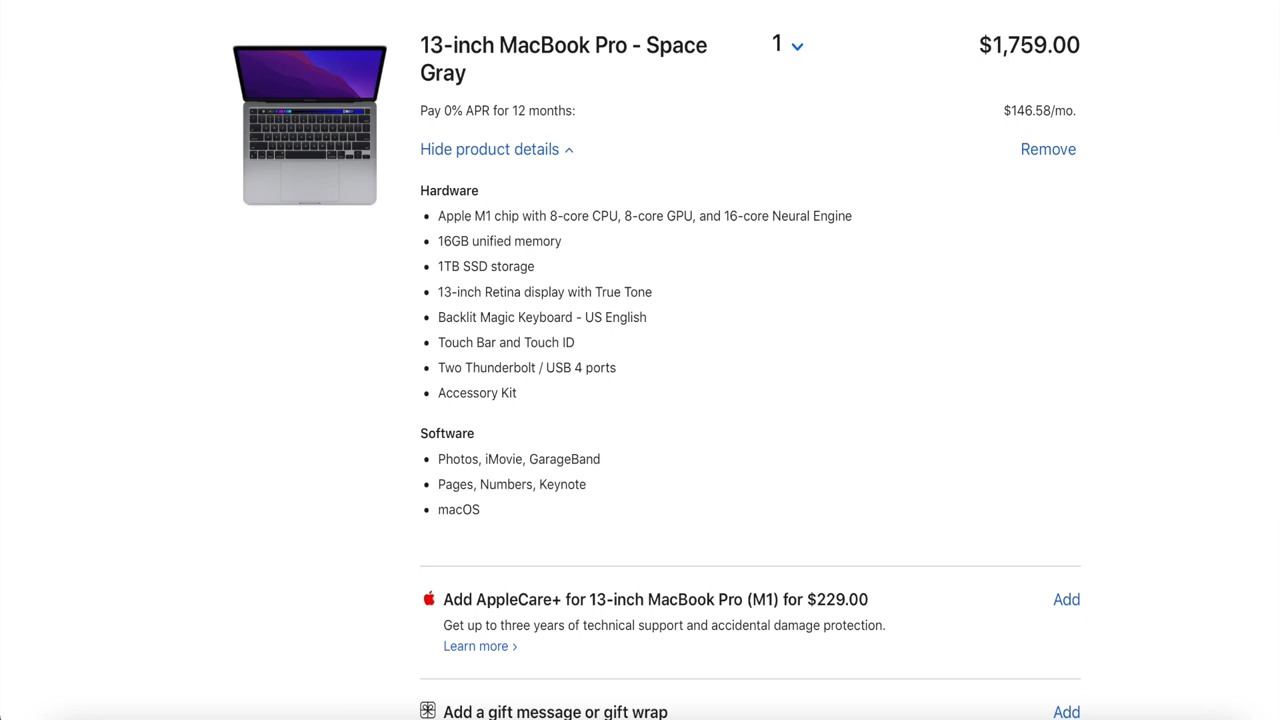 13-inch MacBook Pro - Space Gray
1
$1,759.00
Pay 0% APR for 12 months:
$146.58/mo.
Hide product details
Remove
Hardware
Apple M1 chip with 8-core CPU, 8-core GPU, and 16-core Neural Engine
16GB unified memory
1TB SSD storage
13-inch Retina display with True Tone
Backlit Magic Keyboard - US English
Touch Bar and Touch ID
Two Thunderbolt / USB 4 ports
Accessory Kit
Software
Photos, iMovie, GarageBand
Pages, Numbers, Keynote
macOS
Add AppleCare+ for 13-inch MacBook Pro (M1) for $229.00
Add
Get up to three years of technical support and accidental damage protection.
Learn more ›
Add a gift message or gift wrap
Add